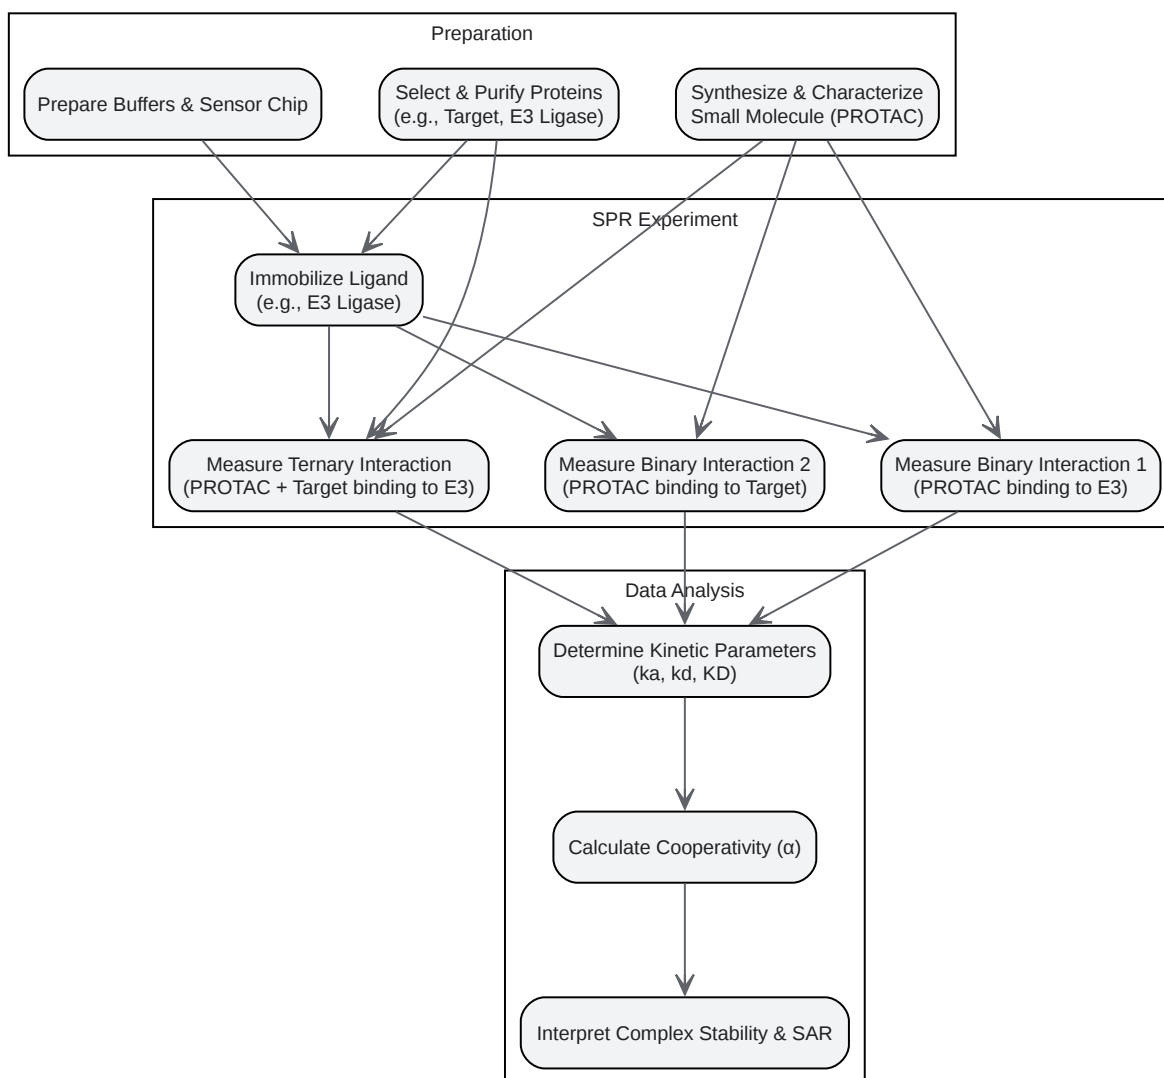 Preparation
Prepare Buffers & Sensor Chip
Select & Purify Proteins
(e.g., Target, E3 Ligase)
Synthesize & Characterize
Small Molecule (PROTAC)
SPR Experiment
Immobilize Ligand
(e.g., E3 Ligase)
Measure Ternary Interaction
(PROTAC + Target binding to E3)
Measure Binary Interaction 2
(PROTAC binding to Target)
Measure Binary Interaction 1
(PROTAC binding to E3)
Data Analysis
Determine Kinetic Parameters
(ka, kd, KD)
Calculate Cooperativity (α)
Interpret Complex Stability & SAR